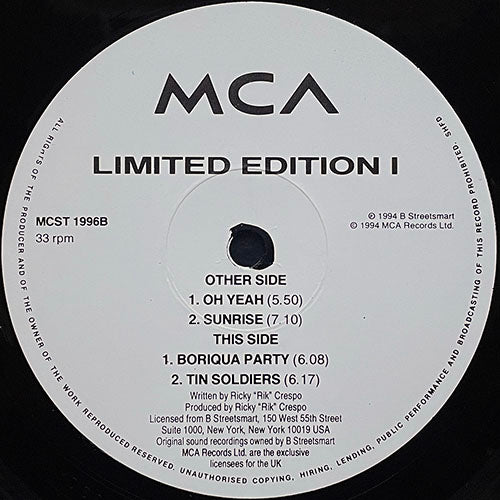 MCA
LIMITED EDITION I
MCST 1996B
33 rpm
℗ 1994 B Streetsmart
© 1994 MCA Records Ltd.
OTHER SIDE
1. OH YEAH (5.50)
2. SUNRISE (7.10)
THIS SIDE
1. BORIQUA PARTY (6.08)
2. TIN SOLDIERS (6.17)
Written by Ricky "Rik" Crespo
Produced by Ricky "Rik" Crespo
Licensed from B Streetsmart, 150 West 55th Street
Suite 1000, New York, New York 10019 USA
Original sound recordings owned by B Streetsmart
MCA Records Ltd. are the exclusive
licensees for the UK
ALL RIGHTS OF THE PRODUCER AND OF THE OWNER OF THE WORK REPRODUCED RESERVED. UNAUTHORISED COPYING, HIRING, LENDING, PUBLIC PERFORMANCE AND BROADCASTING OF THIS RECORD PROHIBITED. SHFD